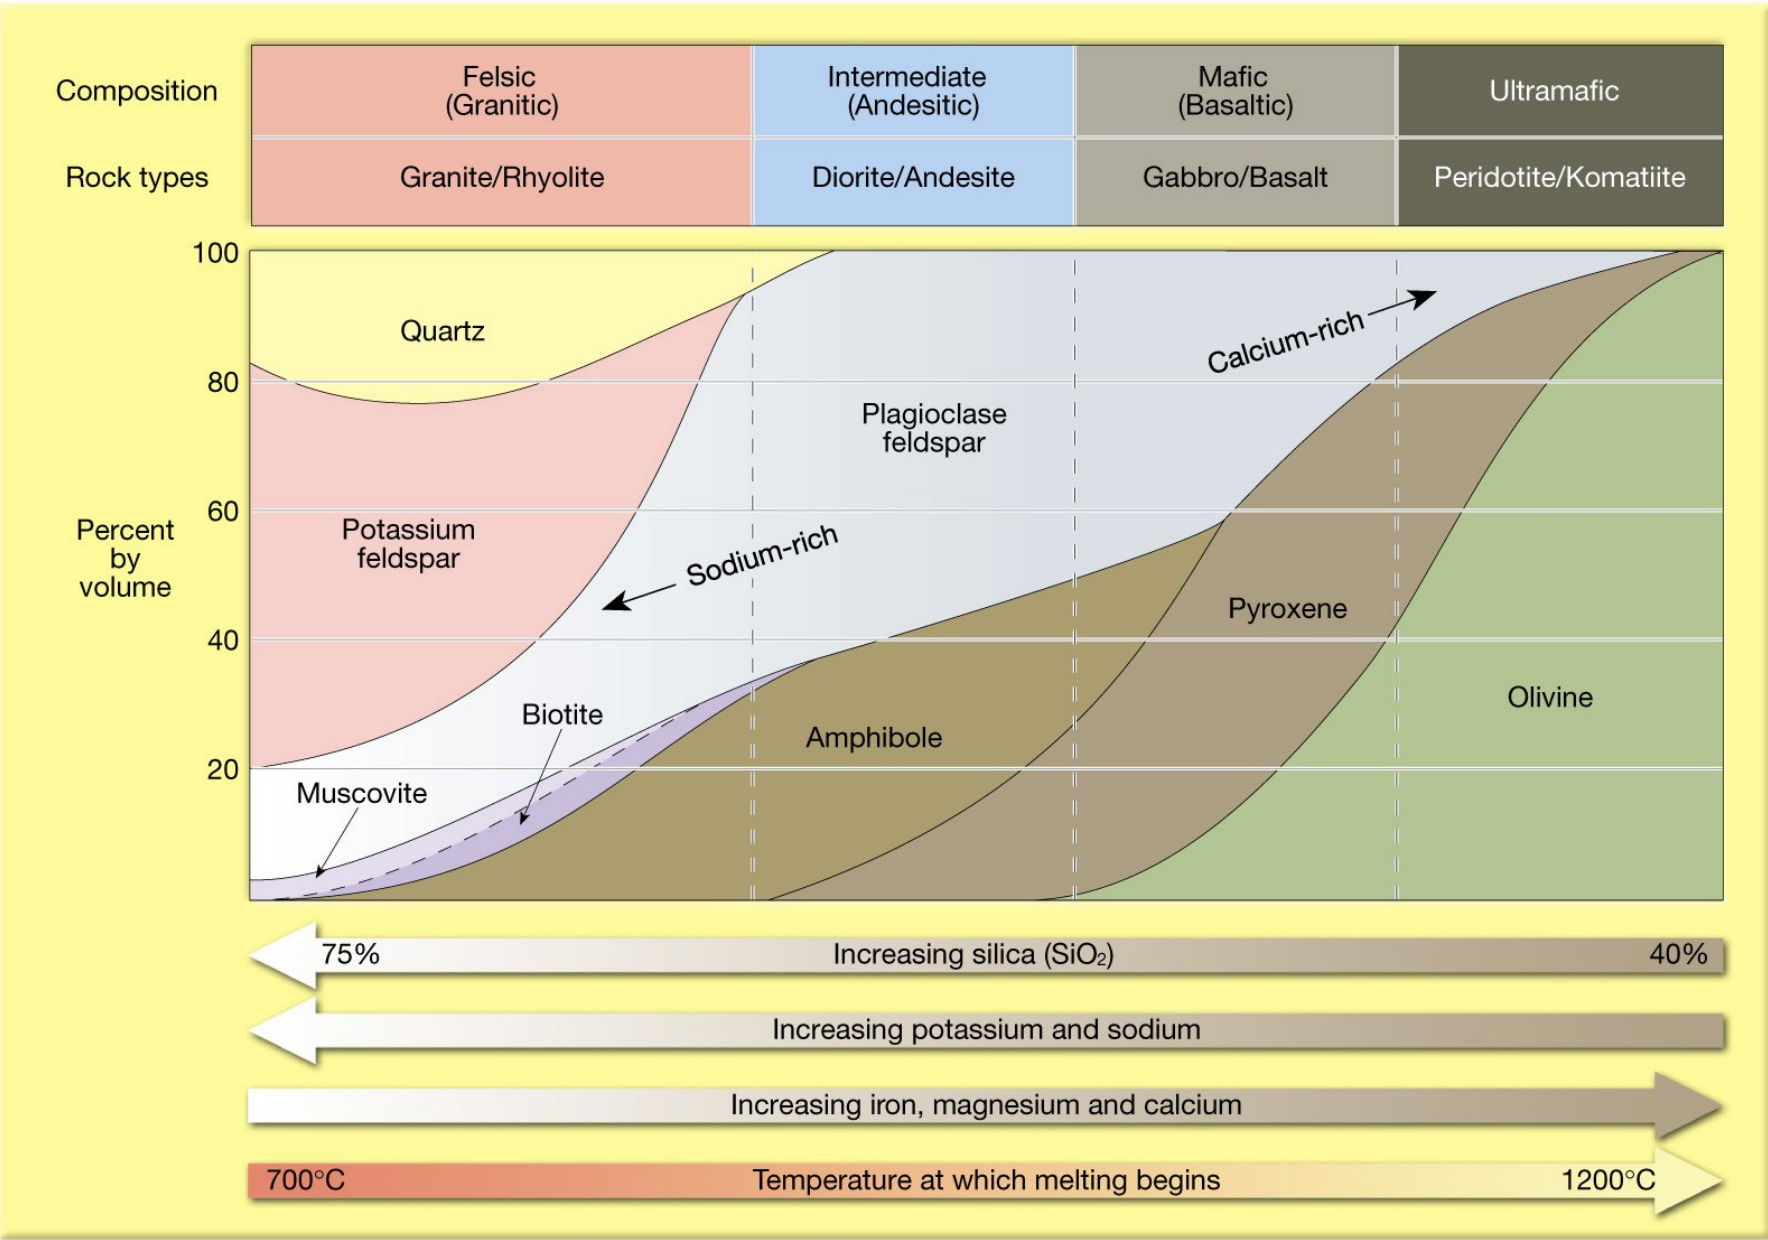 Composition
Felsic
(Granitic)
Intermediate
(Andesitic)
Mafic
(Basaltic)
Ultramafic
Rock types
Granite/Rhyolite
Diorite/Andesite
Gabbro/Basalt
Peridotite/Komatiite
100
80
60
40
20
Percent
by
volume
Quartz
Potassium
feldspar
Plagioclase
feldspar
Calcium-rich
Sodium-rich
Pyroxene
Olivine
Biotite
Amphibole
Muscovite
75%
Increasing silica (SiO₂)
40%
Increasing potassium and sodium
Increasing iron, magnesium and calcium
700°C
Temperature at which melting begins
1200°C